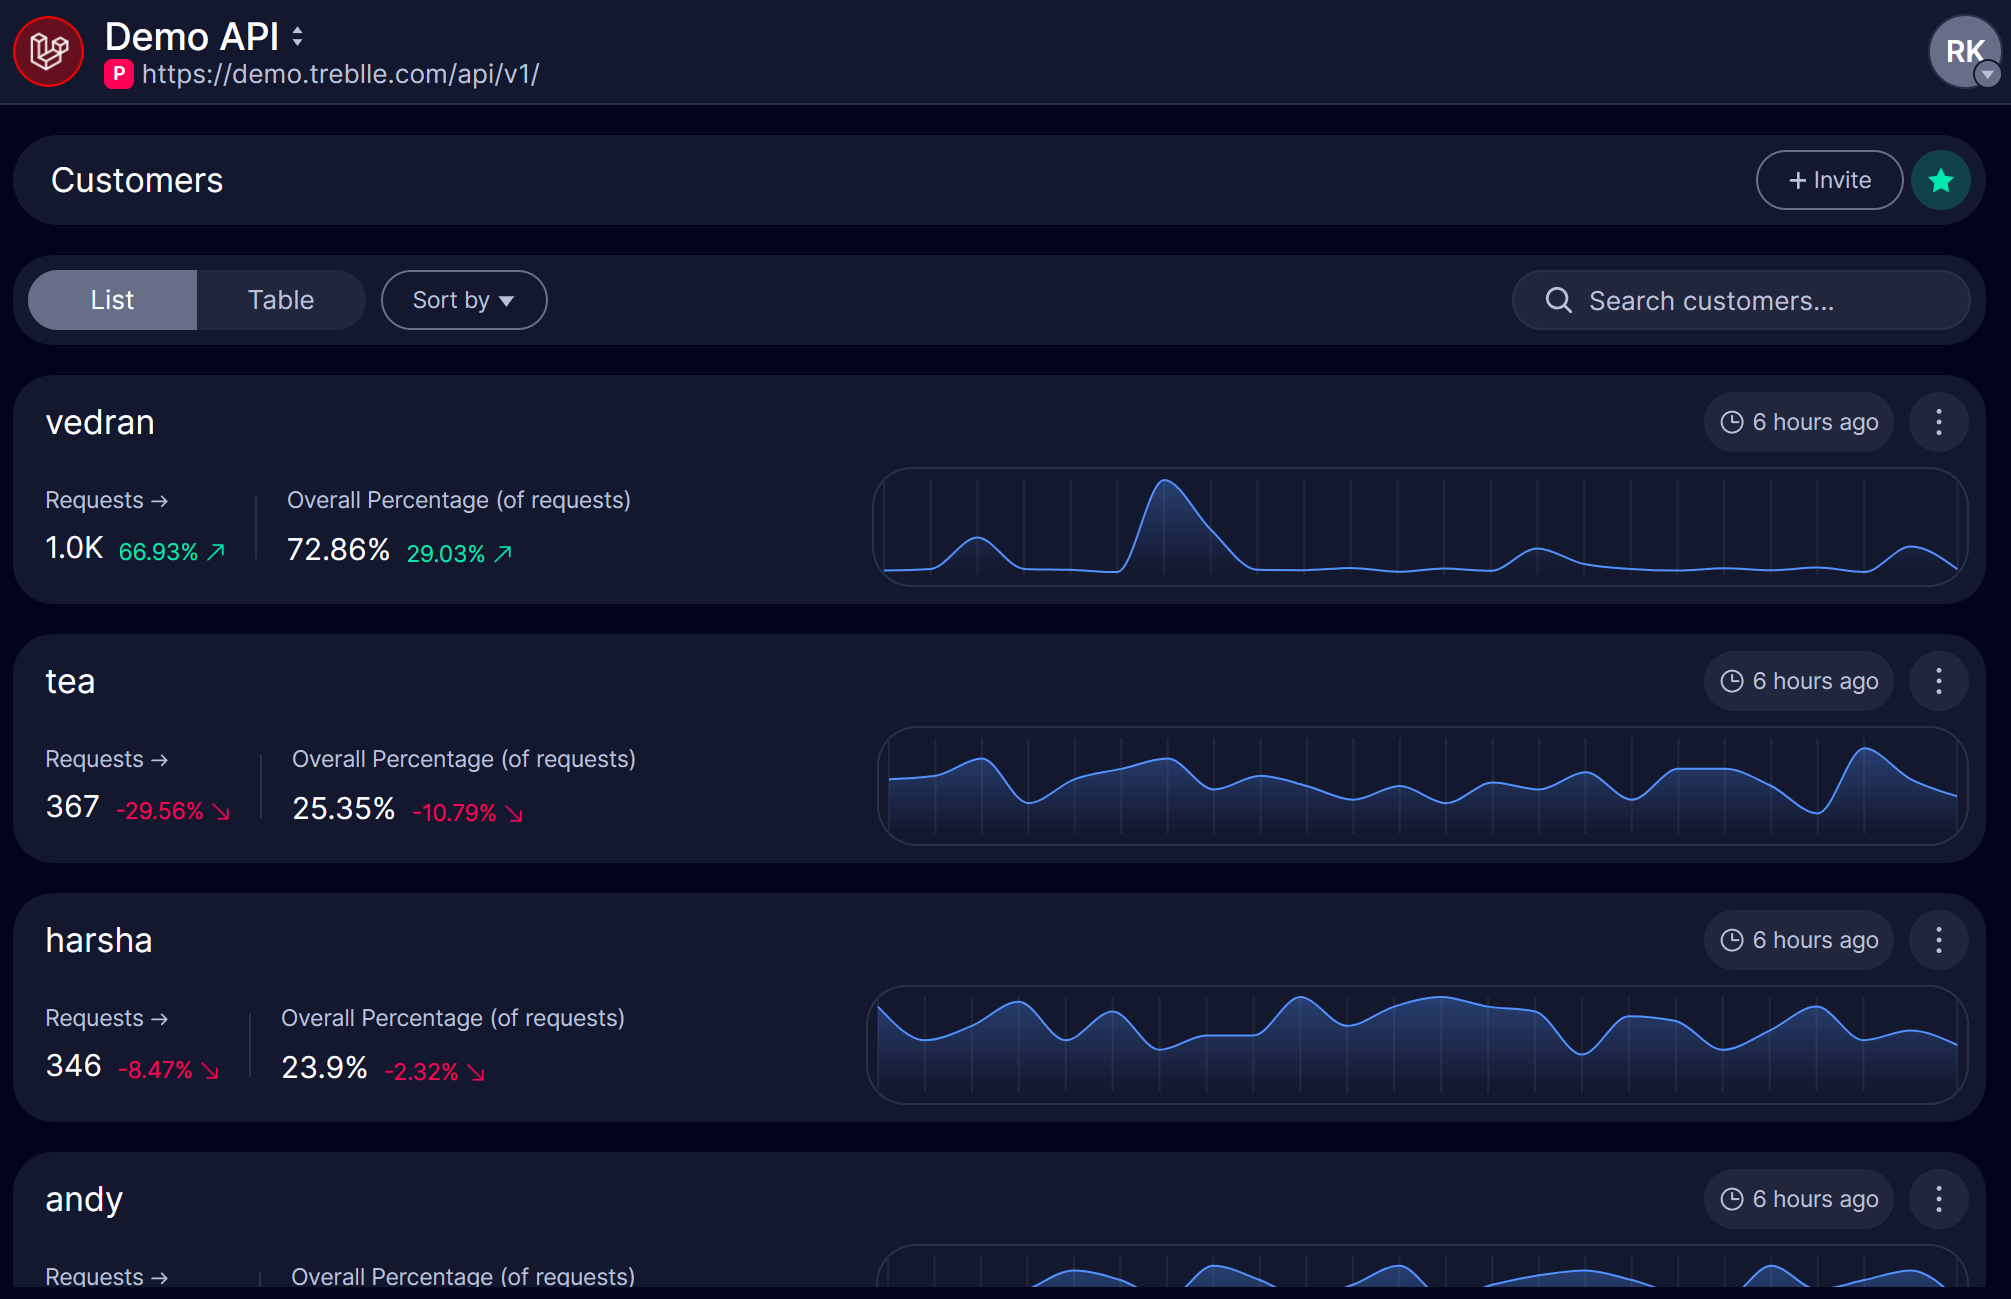 Demo API
P https://demo.treblle.com/api/v1/
RK
Customers
+ Invite
List
Table
Sort by
Search customers...
vedran
6 hours ago
Requests →
Overall Percentage (of requests)
1.0K 66.93% ↗
72.86% 29.03% ↗
tea
6 hours ago
Requests →
Overall Percentage (of requests)
367 -29.56% ↘
25.35% -10.79% ↘
harsha
6 hours ago
Requests →
Overall Percentage (of requests)
346 -8.47% ↘
23.9% -2.32% ↘
andy
6 hours ago
Requests →
Overall Percentage (of requests)